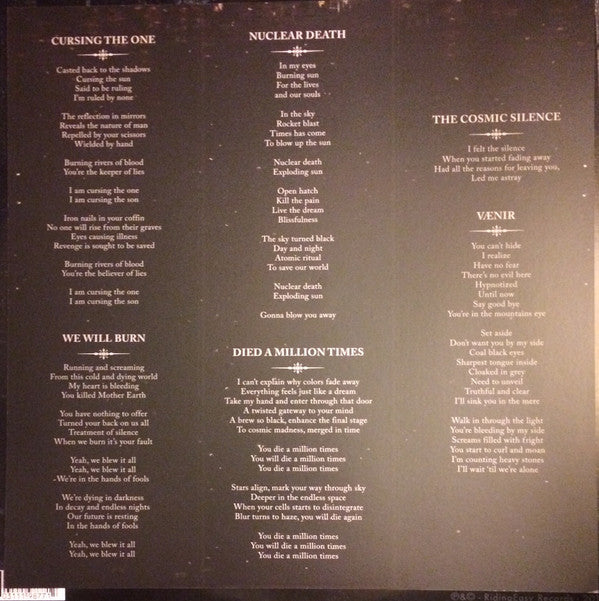 CURSING THE ONE
Casted back to the shadows
Cursing the sun
Said to be ruling
I'm ruled by none
The reflection in mirrors
Reveals the nature of man
Repelled by your scissors
Wielded by hand
Burning rivers of blood
You're the keeper of lies
I am cursing the one
I am cursing the son
Iron nails in your coffin
No one will rise from their graves
Eyes causing illness
Revenge is sought to be saved
Burning rivers of blood
You're the believer of lies
I am cursing the one
I am cursing the son
WE WILL BURN
Running and screaming
From this cold and dying world
My heart is bleeding
You killed Mother Earth
You have nothing to offer
Turned your back on us all
Treatment of silence
When we burn it's your fault
Yeah, we blew it all
Yeah, we blew it all
-We're in the hands of fools
We're dying in darkness
In decay and endless nights
Our future is resting
In the hands of fools
Yeah, we blew it all
Yeah, we blew it all
NUCLEAR DEATH
In my eyes
Burning sun
For the lives
and our souls
In the sky
Rocket blast
Times has come
To blow up the sun
Nuclear death
Exploding sun
Open hatch
Kill the pain
Live the dream
Blissfulness
The sky turned black
Day and night
Atomic ritual
To save our world
Nuclear death
Exploding sun
Gonna blow you away
DIED A MILLION TIMES
I can't explain why colors fade away
Everything feels just like a dream
Take my hand and enter through that door
A twisted gateway to your mind
A brew so black, enhance the final stage
To cosmic madness, merged in time
You die a million times
You will die a million times
You die a million times
Stars align, mark your way through sky
Deeper in the endless space
When your cells starts to disintegrate
Blur turns to haze, you will die again
You die a million times
You will die a million times
You die a million times
THE COSMIC SILENCE
I felt the silence
When you started fading away
Had all the reasons for leaving you,
Led me astray
VÆNIR
You can't hide
I realize
Have no fear
There's no evil here
Hypnotized
Until now
Say good bye
You're in the mountains eye
Set aside
Don't want you by my side
Coal black eyes
Sharpest tongue inside
Cloaked in grey
Need to unveil
Truthful and clear
I'll sink you in the mere
Walk in through the light
You're bleeding by my side
Screams filled with fright
You start to curl and moan
I'm counting heavy stones
I'll wait 'til we're alone
℗&© - RidingEasy Records